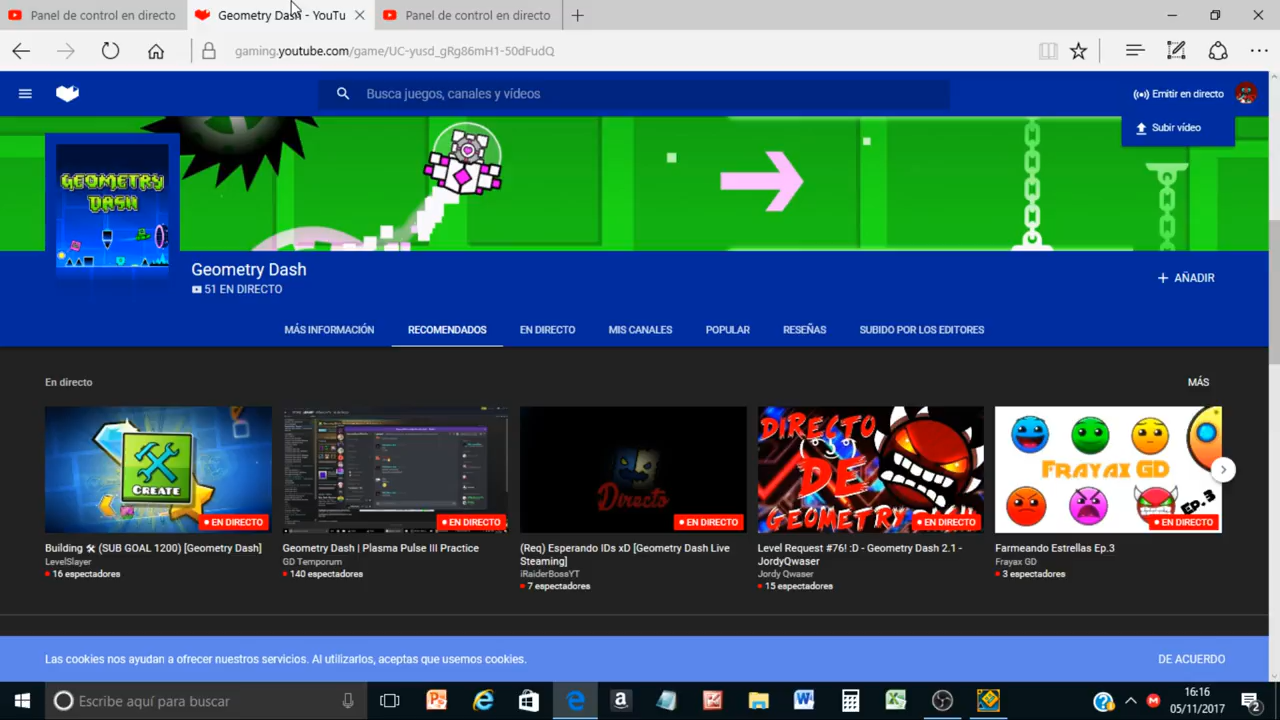 Panel de control en directo
Geometry Dash - YouTu
Panel de control en directo
gaming.youtube.com/game/UC-yusd_gRg86mH1-50dFudQ
Busca juegos, canales y vídeos
Emitir en directo
Subir vídeo
GEOMETRY
DASH
Geometry Dash
51 EN DIRECTO
AÑADIR
MÁS INFORMACIÓN RECOMENDADOS EN DIRECTO MIS CANALES POPULAR RESEÑAS SUBIDO POR LOS EDITORES
En directo
MÁS
CREATE
EN DIRECTO
Building 🛠 (SUB GOAL 1200) [Geometry Dash]
LevelSlayer
16 espectadores
EN DIRECTO
Geometry Dash | Plasma Pulse III Practice
GD Temporum
140 espectadores
Directo
EN DIRECTO
(Req) Esperando IDs xD [Geometry Dash Live
Steaming]
iRaiderBossYT
7 espectadores
DIRECTO
DE
GEOMETRY DASH
EN DIRECTO
Level Request #76! :D - Geometry Dash 2.1 -
JordyQwaser
Jordy Qwaser
15 espectadores
FRAYAX GD
EP.3
EN DIRECTO
Farmeando Estrellas Ep.3
Frayax GD
3 espectadores
Las cookies nos ayudan a ofrecer nuestros servicios. Al utilizarlos, aceptas que usemos cookies.
DE ACUERDO
Escribe aquí para buscar
16:16
05/11/2017
2